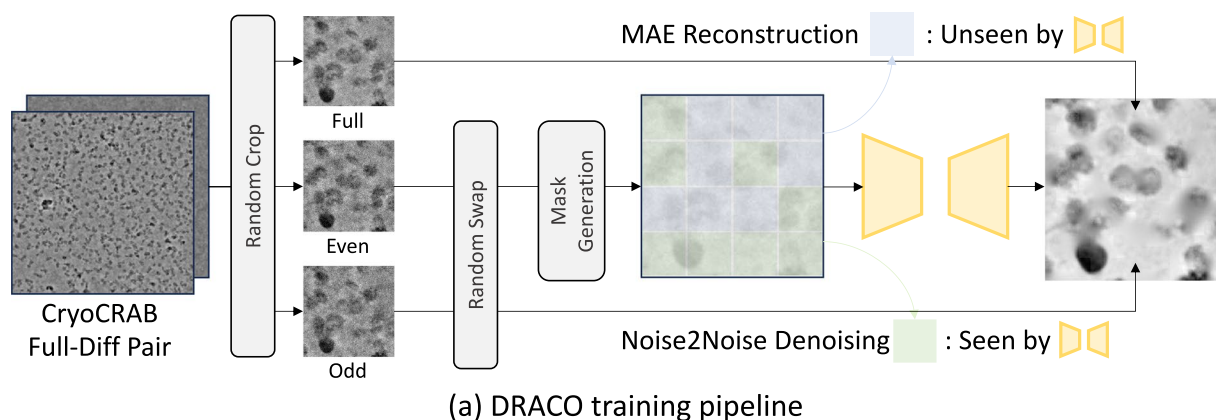 MAE Reconstruction : Unseen by
Random Crop
Full
Even
Odd
Random Swap
Mask
Generation
CryoCRAB
Full-Diff Pair
Noise2Noise Denoising : Seen by
(a) DRACO training pipeline